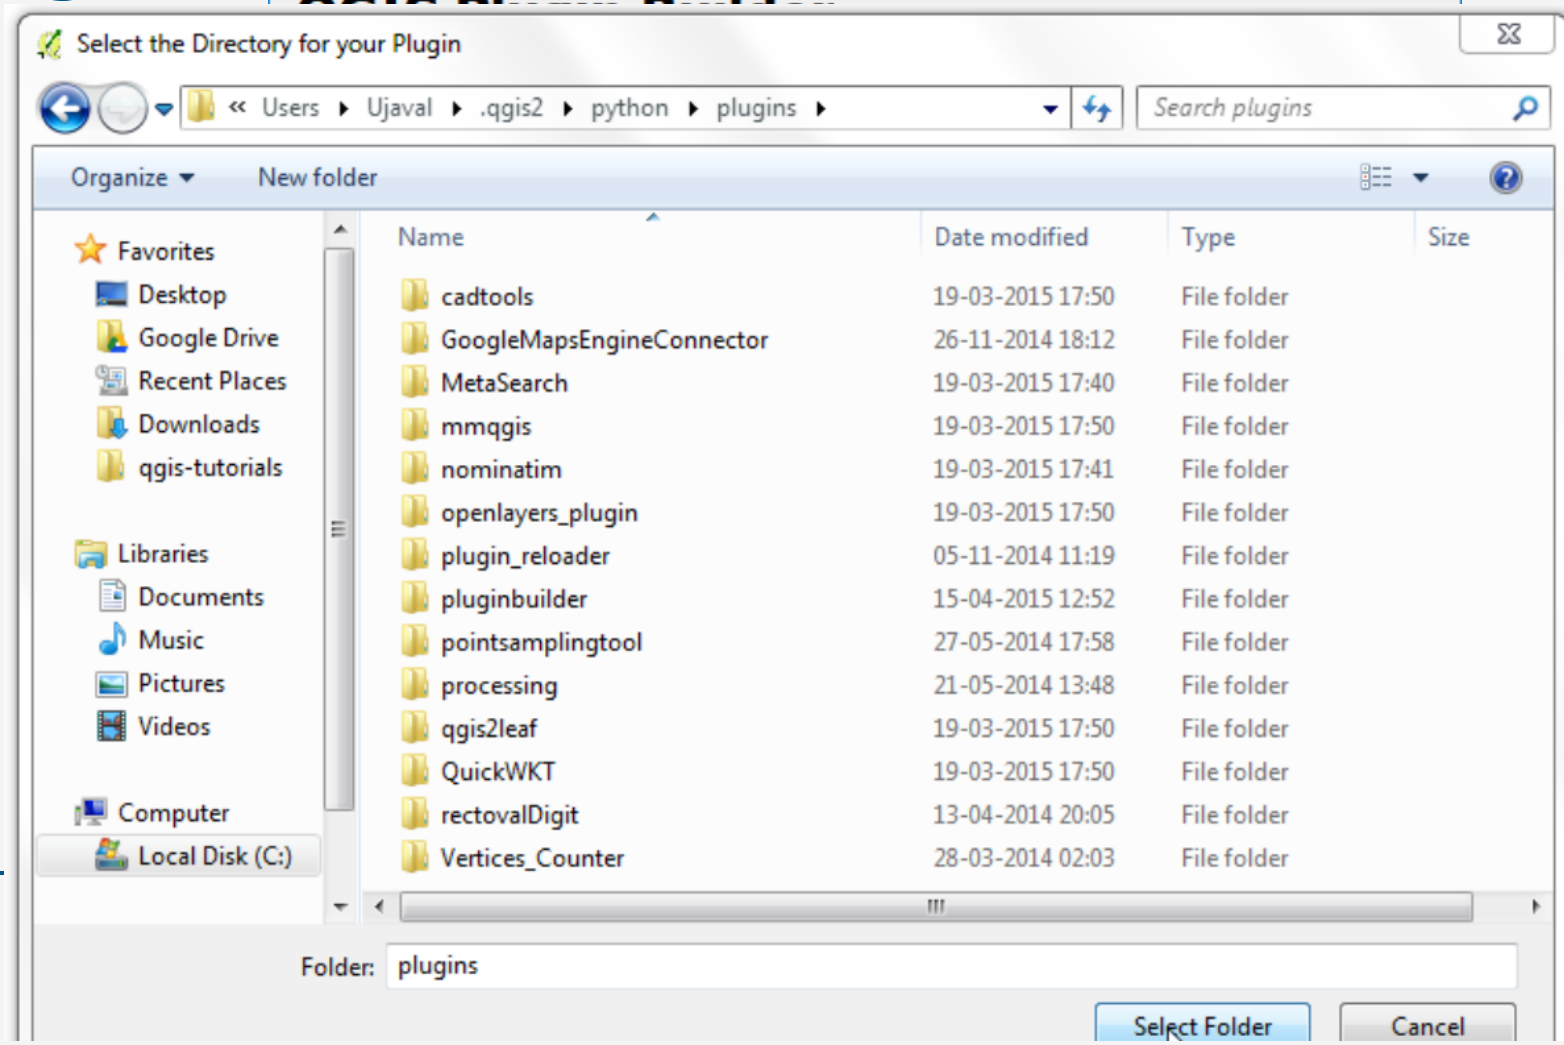 QGIS Plugin Builder
Select the Directory for your Plugin
« Users ▸ Ujaval ▸ .qgis2 ▸ python ▸ plugins ▸
Search plugins
Organize
New folder
Favorites
Desktop
Google Drive
Recent Places
Downloads
qgis-tutorials
Libraries
Documents
Music
Pictures
Videos
Computer
Local Disk (C:)
Name Date modified Type Size
cadtools 19-03-2015 17:50 File folder
GoogleMapsEngineConnector 26-11-2014 18:12 File folder
MetaSearch 19-03-2015 17:40 File folder
mmqgis 19-03-2015 17:50 File folder
nominatim 19-03-2015 17:41 File folder
openlayers_plugin 19-03-2015 17:50 File folder
plugin_reloader 05-11-2014 11:19 File folder
pluginbuilder 15-04-2015 12:52 File folder
pointsamplingtool 27-05-2014 17:58 File folder
processing 21-05-2014 13:48 File folder
qgis2leaf 19-03-2015 17:50 File folder
QuickWKT 19-03-2015 17:50 File folder
rectovalDigit 13-04-2014 20:05 File folder
Vertices_Counter 28-03-2014 02:03 File folder
Folder: plugins
Select Folder
Cancel